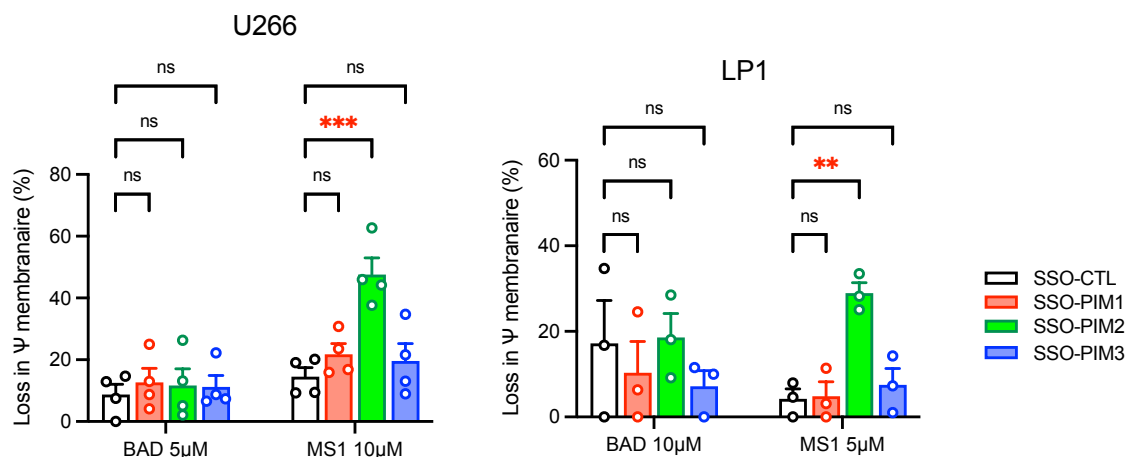 U266
ns
ns
ns
ns
***
ns
Loss in Ψ membranaire (%)
80
60
40
20
0
BAD 5µM
MS1 10µM
LP1
ns
ns
ns
ns
**
ns
Loss in Ψ membranaire (%)
60
40
20
0
BAD 10µM
MS1 5µM
SSO-CTL
SSO-PIM1
SSO-PIM2
SSO-PIM3